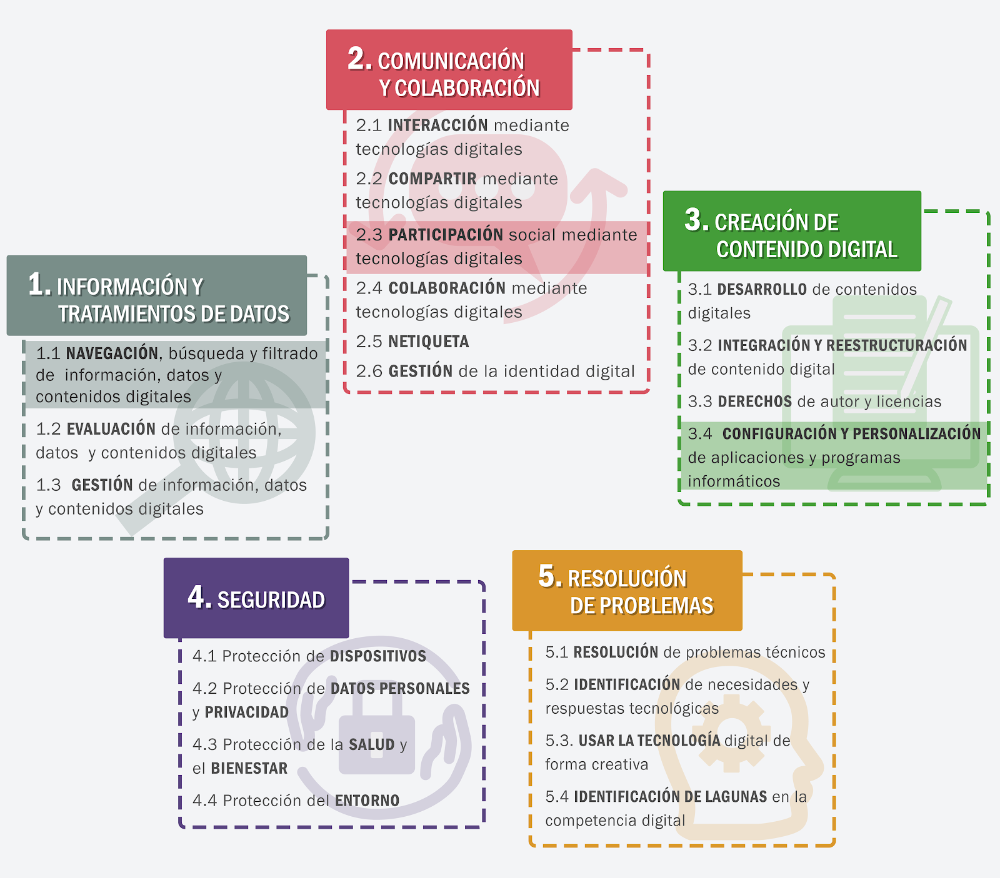 1. INFORMACIÓN Y
TRATAMIENTOS DE DATOS
1.1 NAVEGACIÓN, búsqueda y filtrado
de información, datos y
contenidos digitales
1.2 EVALUACIÓN de información,
datos y contenidos digitales
1.3 GESTIÓN de información, datos
y contenidos digitales
2. COMUNICACIÓN
Y COLABORACIÓN
2.1 INTERACCIÓN mediante
tecnologías digitales
2.2 COMPARTIR mediante
tecnologías digitales
2.3 PARTICIPACIÓN social mediante
tecnologías digitales
2.4 COLABORACIÓN mediante
tecnologías digitales
2.5 NETIQUETA
2.6 GESTIÓN de la identidad digital
3. CREACIÓN DE
CONTENIDO DIGITAL
3.1 DESARROLLO de contenidos
digitales
3.2 INTEGRACIÓN Y REESTRUCTURACIÓN
de contenido digital
3.3 DERECHOS de autor y licencias
3.4 CONFIGURACIÓN Y PERSONALIZACIÓN
de aplicaciones y programas
informáticos
4. SEGURIDAD
4.1 Protección de DISPOSITIVOS
4.2 Protección de DATOS PERSONALES
y PRIVACIDAD
4.3 Protección de la SALUD y
el BIENESTAR
4.4 Protección del ENTORNO
5. RESOLUCIÓN
DE PROBLEMAS
5.1 RESOLUCIÓN de problemas técnicos
5.2 IDENTIFICACIÓN de necesidades y
respuestas tecnológicas
5.3. USAR LA TECNOLOGÍA digital de
forma creativa
5.4 IDENTIFICACIÓN DE LAGUNAS en la
competencia digital